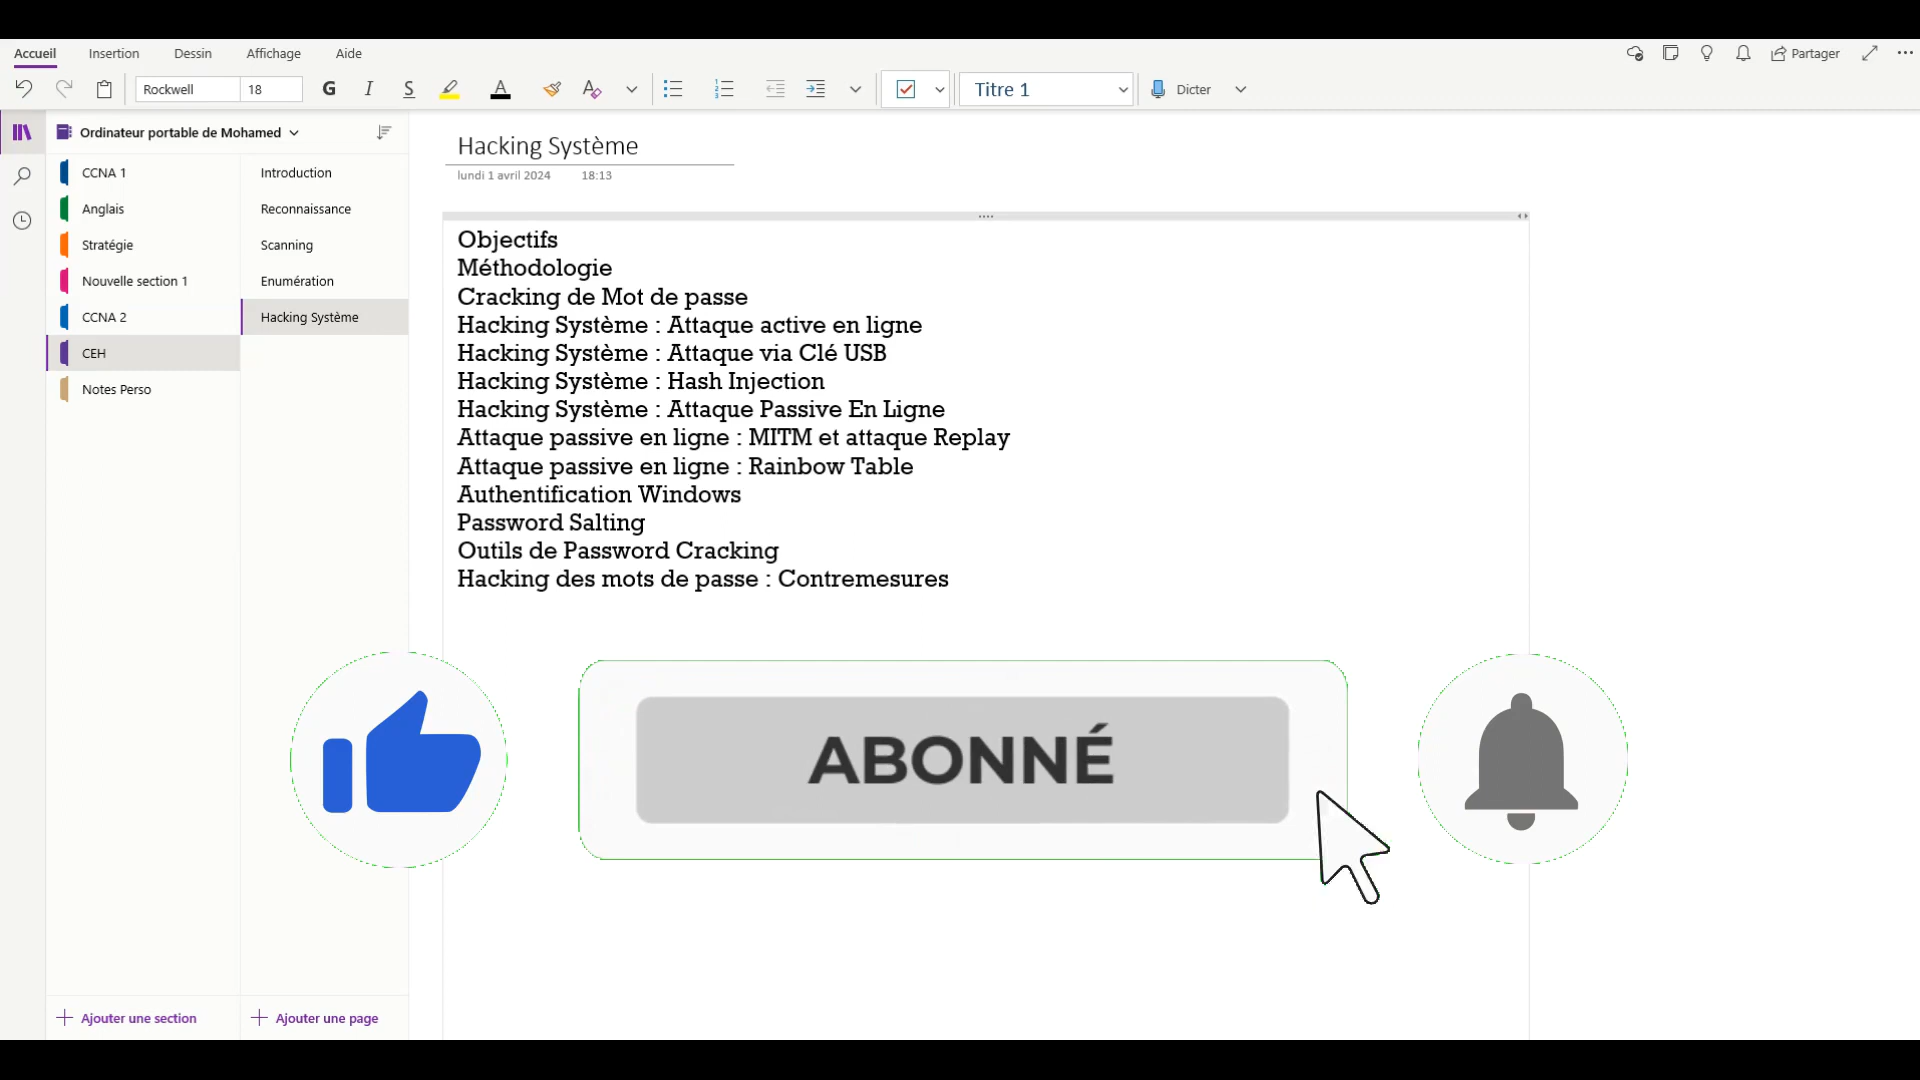 Accueil Insertion Dessin Affichage Aide Partager
Rockwell 18 G I S A A Titre 1 Dicter
Ordinateur portable de Mohamed
CCNA 1
Anglais
Stratégie
Nouvelle section 1
CCNA 2
CEH
Notes Perso
Ajouter une section
Introduction
Reconnaissance
Scanning
Enumération
Hacking Système
Ajouter une page
Hacking Système
lundi 1 avril 2024 18:13
Objectifs
Méthodologie
Cracking de Mot de passe
Hacking Système : Attaque active en ligne
Hacking Système : Attaque via Clé USB
Hacking Système : Hash Injection
Hacking Système : Attaque Passive En Ligne
Attaque passive en ligne : MITM et attaque Replay
Attaque passive en ligne : Rainbow Table
Authentification Windows
Password Salting
Outils de Password Cracking
Hacking des mots de passe : Contremesures
ABONNÉ